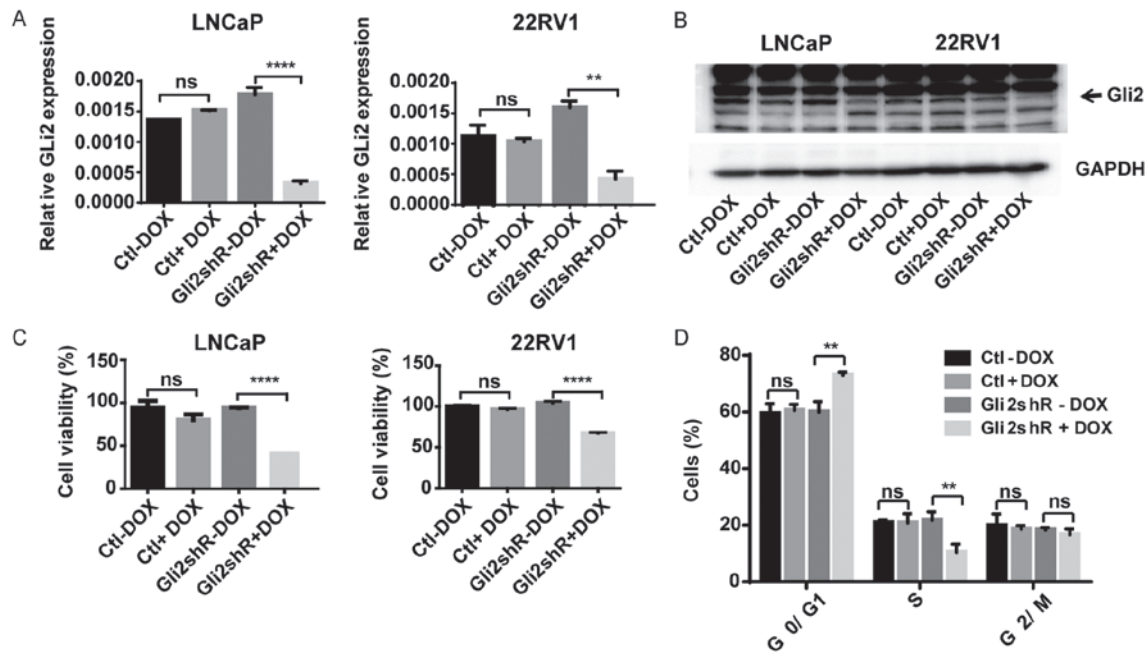 A
LNCaP
Relative GLi2 expression
0.0020
0.0015
0.0010
0.0005
0.0000
ns
****
Ctl-DOX
Ctl+ DOX
Gli2shR-DOX
Gli2shR+DOX
22RV1
Relative GLi2 expression
0.0020
0.0015
0.0010
0.0005
0.0000
ns
**
Ctl-DOX
Ctl+ DOX
Gli2shR-DOX
Gli2shR+DOX
B
LNCaP
22RV1
Gli2
GAPDH
Ctl-DOX
Ctl+DOX
Gli2shR-DOX
Gli2shR+DOX
Ctl-DOX
Ctl+DOX
Gli2shR-DOX
Gli2shR+DOX
C
LNCaP
Cell viability (%)
150
100
50
0
ns
****
Ctl-DOX
Ctl+ DOX
Gli2shR-DOX
Gli2shR+DOX
22RV1
Cell viability (%)
150
100
50
0
ns
****
Ctl-DOX
Ctl+ DOX
Gli2shR-DOX
Gli2shR+DOX
D
Cells (%)
80
60
40
20
0
ns
**
ns
**
ns
ns
G 0/ G1
S
G 2/ M
Ctl - DOX
Ctl + DOX
Gli 2s hR - DOX
Gli 2s hR + DOX